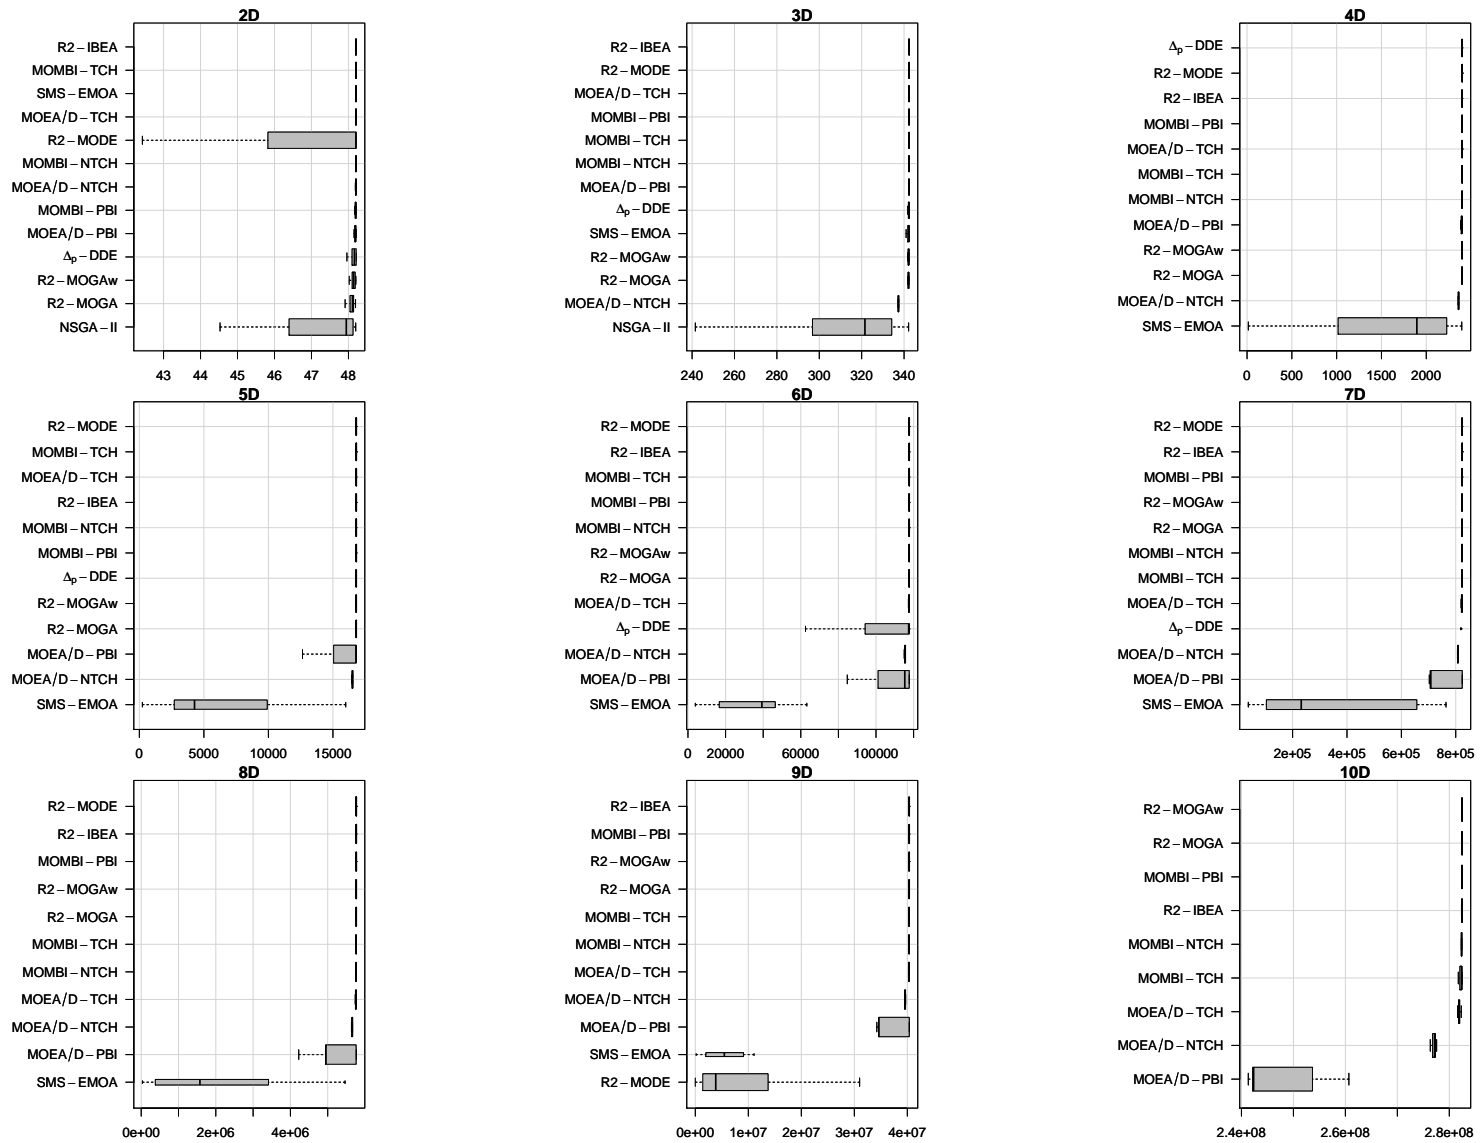 2D
R2−IBEA
MOMBI−TCH
SMS−EMOA
MOEA/D−TCH
R2−MODE
MOMBI−NTCH
MOEA/D−NTCH
MOMBI−PBI
MOEA/D−PBI
Δp−DDE
R2−MOGAw
R2−MOGA
NSGA−II
43 44 45 46 47 48
3D
R2−IBEA
R2−MODE
MOEA/D−TCH
MOMBI−PBI
MOMBI−TCH
MOMBI−NTCH
MOEA/D−PBI
Δp−DDE
SMS−EMOA
R2−MOGAw
R2−MOGA
MOEA/D−NTCH
NSGA−II
240 260 280 300 320 340
4D
Δp−DDE
R2−MODE
R2−IBEA
MOMBI−PBI
MOEA/D−TCH
MOMBI−TCH
MOMBI−NTCH
MOEA/D−PBI
R2−MOGAw
R2−MOGA
MOEA/D−NTCH
SMS−EMOA
0 500 1000 1500 2000
5D
R2−MODE
MOMBI−TCH
MOEA/D−TCH
R2−IBEA
MOMBI−NTCH
MOMBI−PBI
Δp−DDE
R2−MOGAw
R2−MOGA
MOEA/D−PBI
MOEA/D−NTCH
SMS−EMOA
0 5000 10000 15000
6D
R2−MODE
R2−IBEA
MOMBI−TCH
MOMBI−PBI
MOMBI−NTCH
R2−MOGAw
R2−MOGA
MOEA/D−TCH
Δp−DDE
MOEA/D−NTCH
MOEA/D−PBI
SMS−EMOA
0 20000 60000 100000
7D
R2−MODE
R2−IBEA
MOMBI−PBI
R2−MOGAw
R2−MOGA
MOMBI−NTCH
MOMBI−TCH
MOEA/D−TCH
Δp−DDE
MOEA/D−NTCH
MOEA/D−PBI
SMS−EMOA
2e+05 4e+05 6e+05 8e+05
8D
R2−MODE
R2−IBEA
MOMBI−PBI
R2−MOGAw
R2−MOGA
MOMBI−TCH
MOMBI−NTCH
MOEA/D−TCH
MOEA/D−NTCH
MOEA/D−PBI
SMS−EMOA
0e+00 2e+06 4e+06
9D
R2−IBEA
MOMBI−PBI
R2−MOGAw
R2−MOGA
MOMBI−TCH
MOMBI−NTCH
MOEA/D−TCH
MOEA/D−NTCH
MOEA/D−PBI
SMS−EMOA
R2−MODE
0e+00 1e+07 2e+07 3e+07 4e+07
10D
R2−MOGAw
R2−MOGA
MOMBI−PBI
R2−IBEA
MOMBI−NTCH
MOMBI−TCH
MOEA/D−TCH
MOEA/D−NTCH
MOEA/D−PBI
2.4e+08 2.6e+08 2.8e+08